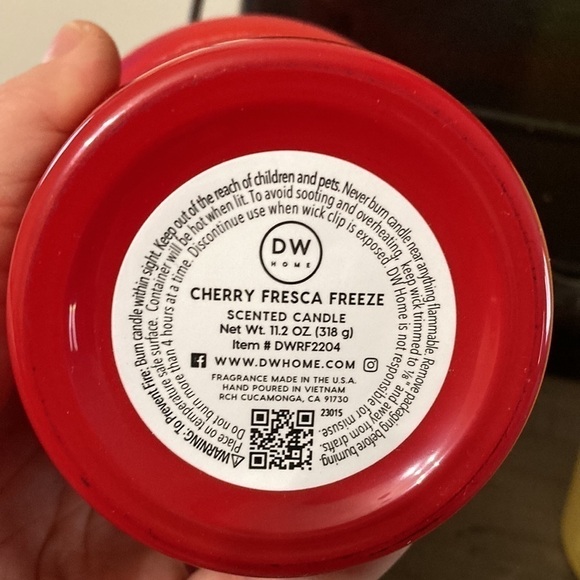 ⚠WARNING: To Prevent Fire: Burn candle within sight. Keep out of the reach of children and pets. Never burn candle near anything flammable. Remove packaging before burning.
Place on temperature safe surface. Container will be hot when lit. To avoid sooting and overheating, keep wick trimmed to ⅛" and away from drafts.
Do not burn more than 4 hours at a time. Discontinue use when wick clip is exposed. DW Home is not responsible for misuse.
DW
HOME
CHERRY FRESCA FREEZE
SCENTED CANDLE
Net Wt. 11.2 OZ (318 g)
Item # DWRF2204
WWW.DWHOME.COM
FRAGRANCE MADE IN THE U.S.A.
HAND POURED IN VIETNAM
RCH CUCAMONGA, CA 91730
23015